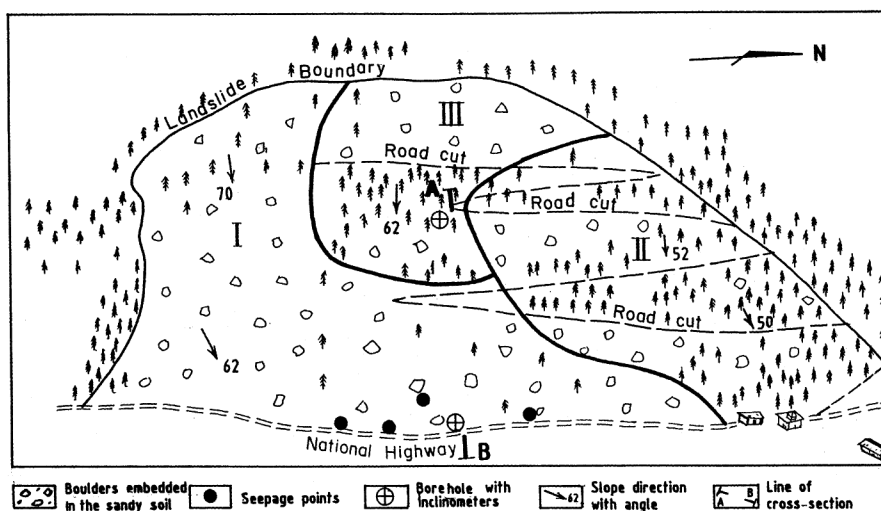 N
Landslide Boundary
III
Road cut
70
A
Road cut
62
I
II
52
50
Road cut
62
National Highway
B
Boulders embedded
in the sandy soil
Seepage points
Borehole with
inclinometers
62
Slope direction
with angle
A
B
Line of
cross-section